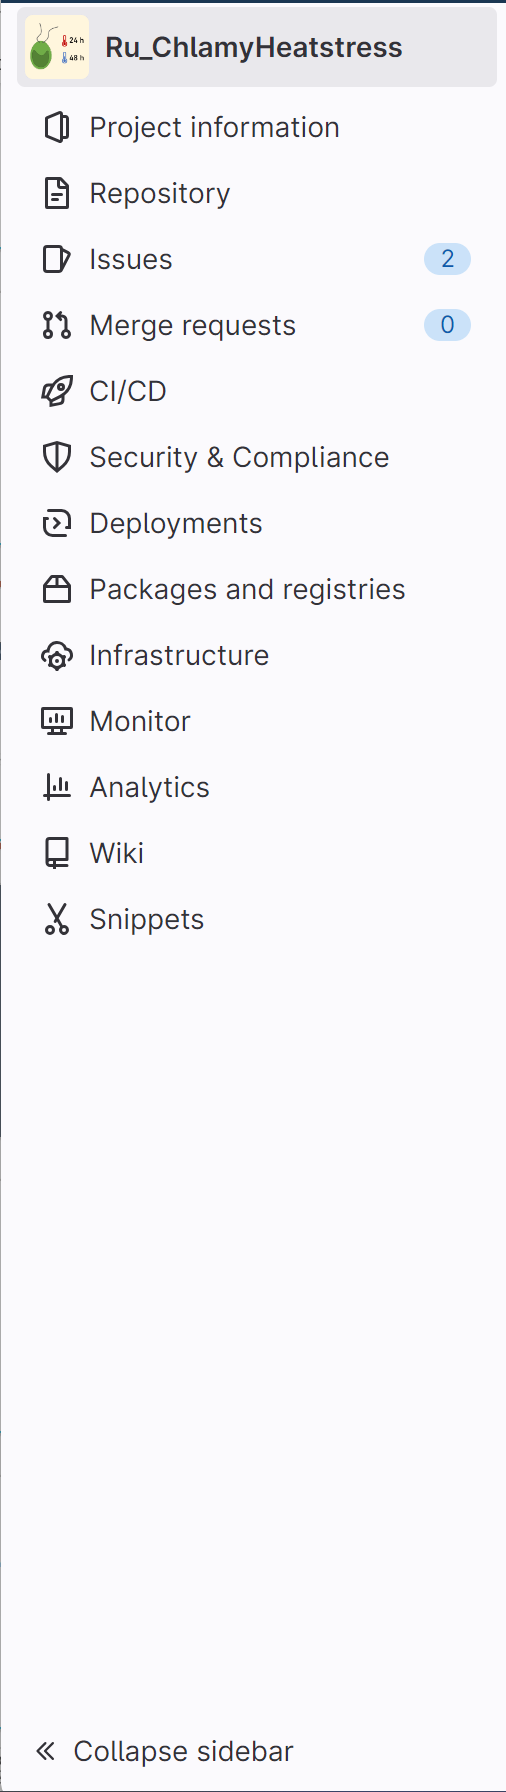 24 h
48 h
Ru_ChlamyHeatstress
Project information
Repository
Issues 2
Merge requests 0
CI/CD
Security & Compliance
Deployments
Packages and registries
Infrastructure
Monitor
Analytics
Wiki
Snippets
Collapse sidebar